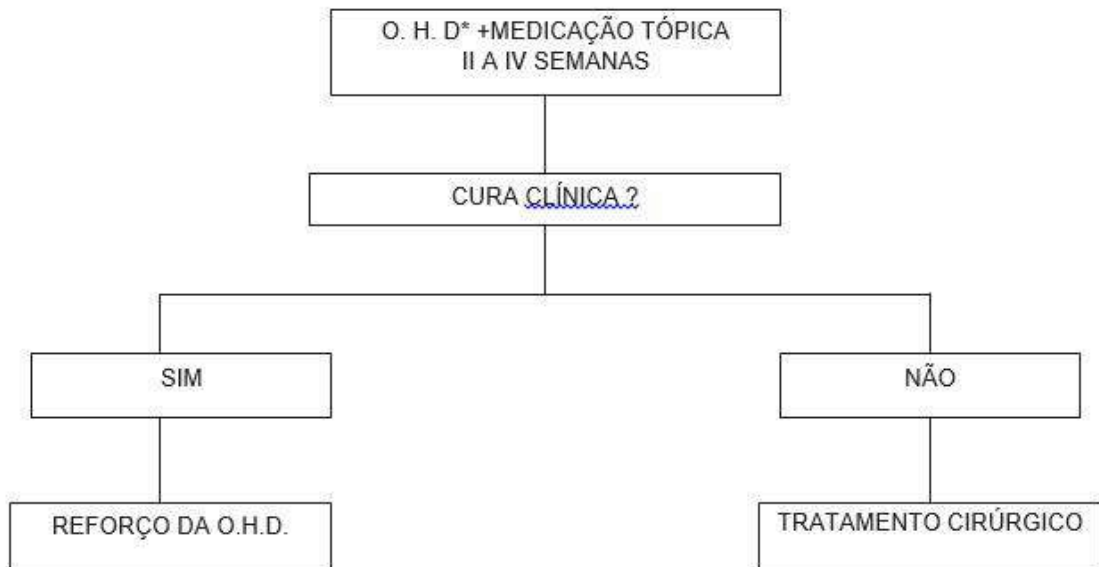 O. H. D* +MEDICAÇÃO TÓPICA
II A IV SEMANAS
CURA CLÍNICA ?
SIM
NÃO
REFORÇO DA O.H.D.
TRATAMENTO CIRÚRGICO